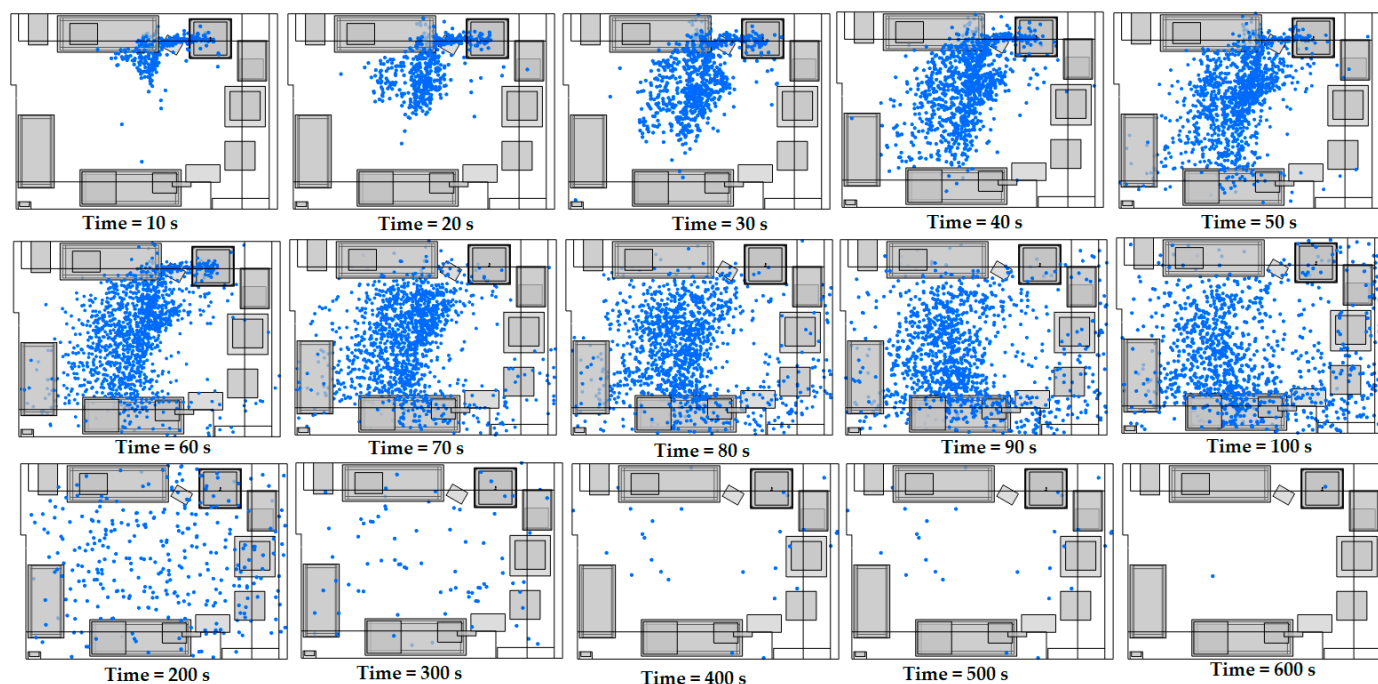 Time = 10 s
Time = 20 s
Time = 30 s
Time = 40 s
Time = 50 s
Time = 60 s
Time = 70 s
Time = 80 s
Time = 90 s
Time = 100 s
Time = 200 s
Time = 300 s
Time = 400 s
Time = 500 s
Time = 600 s